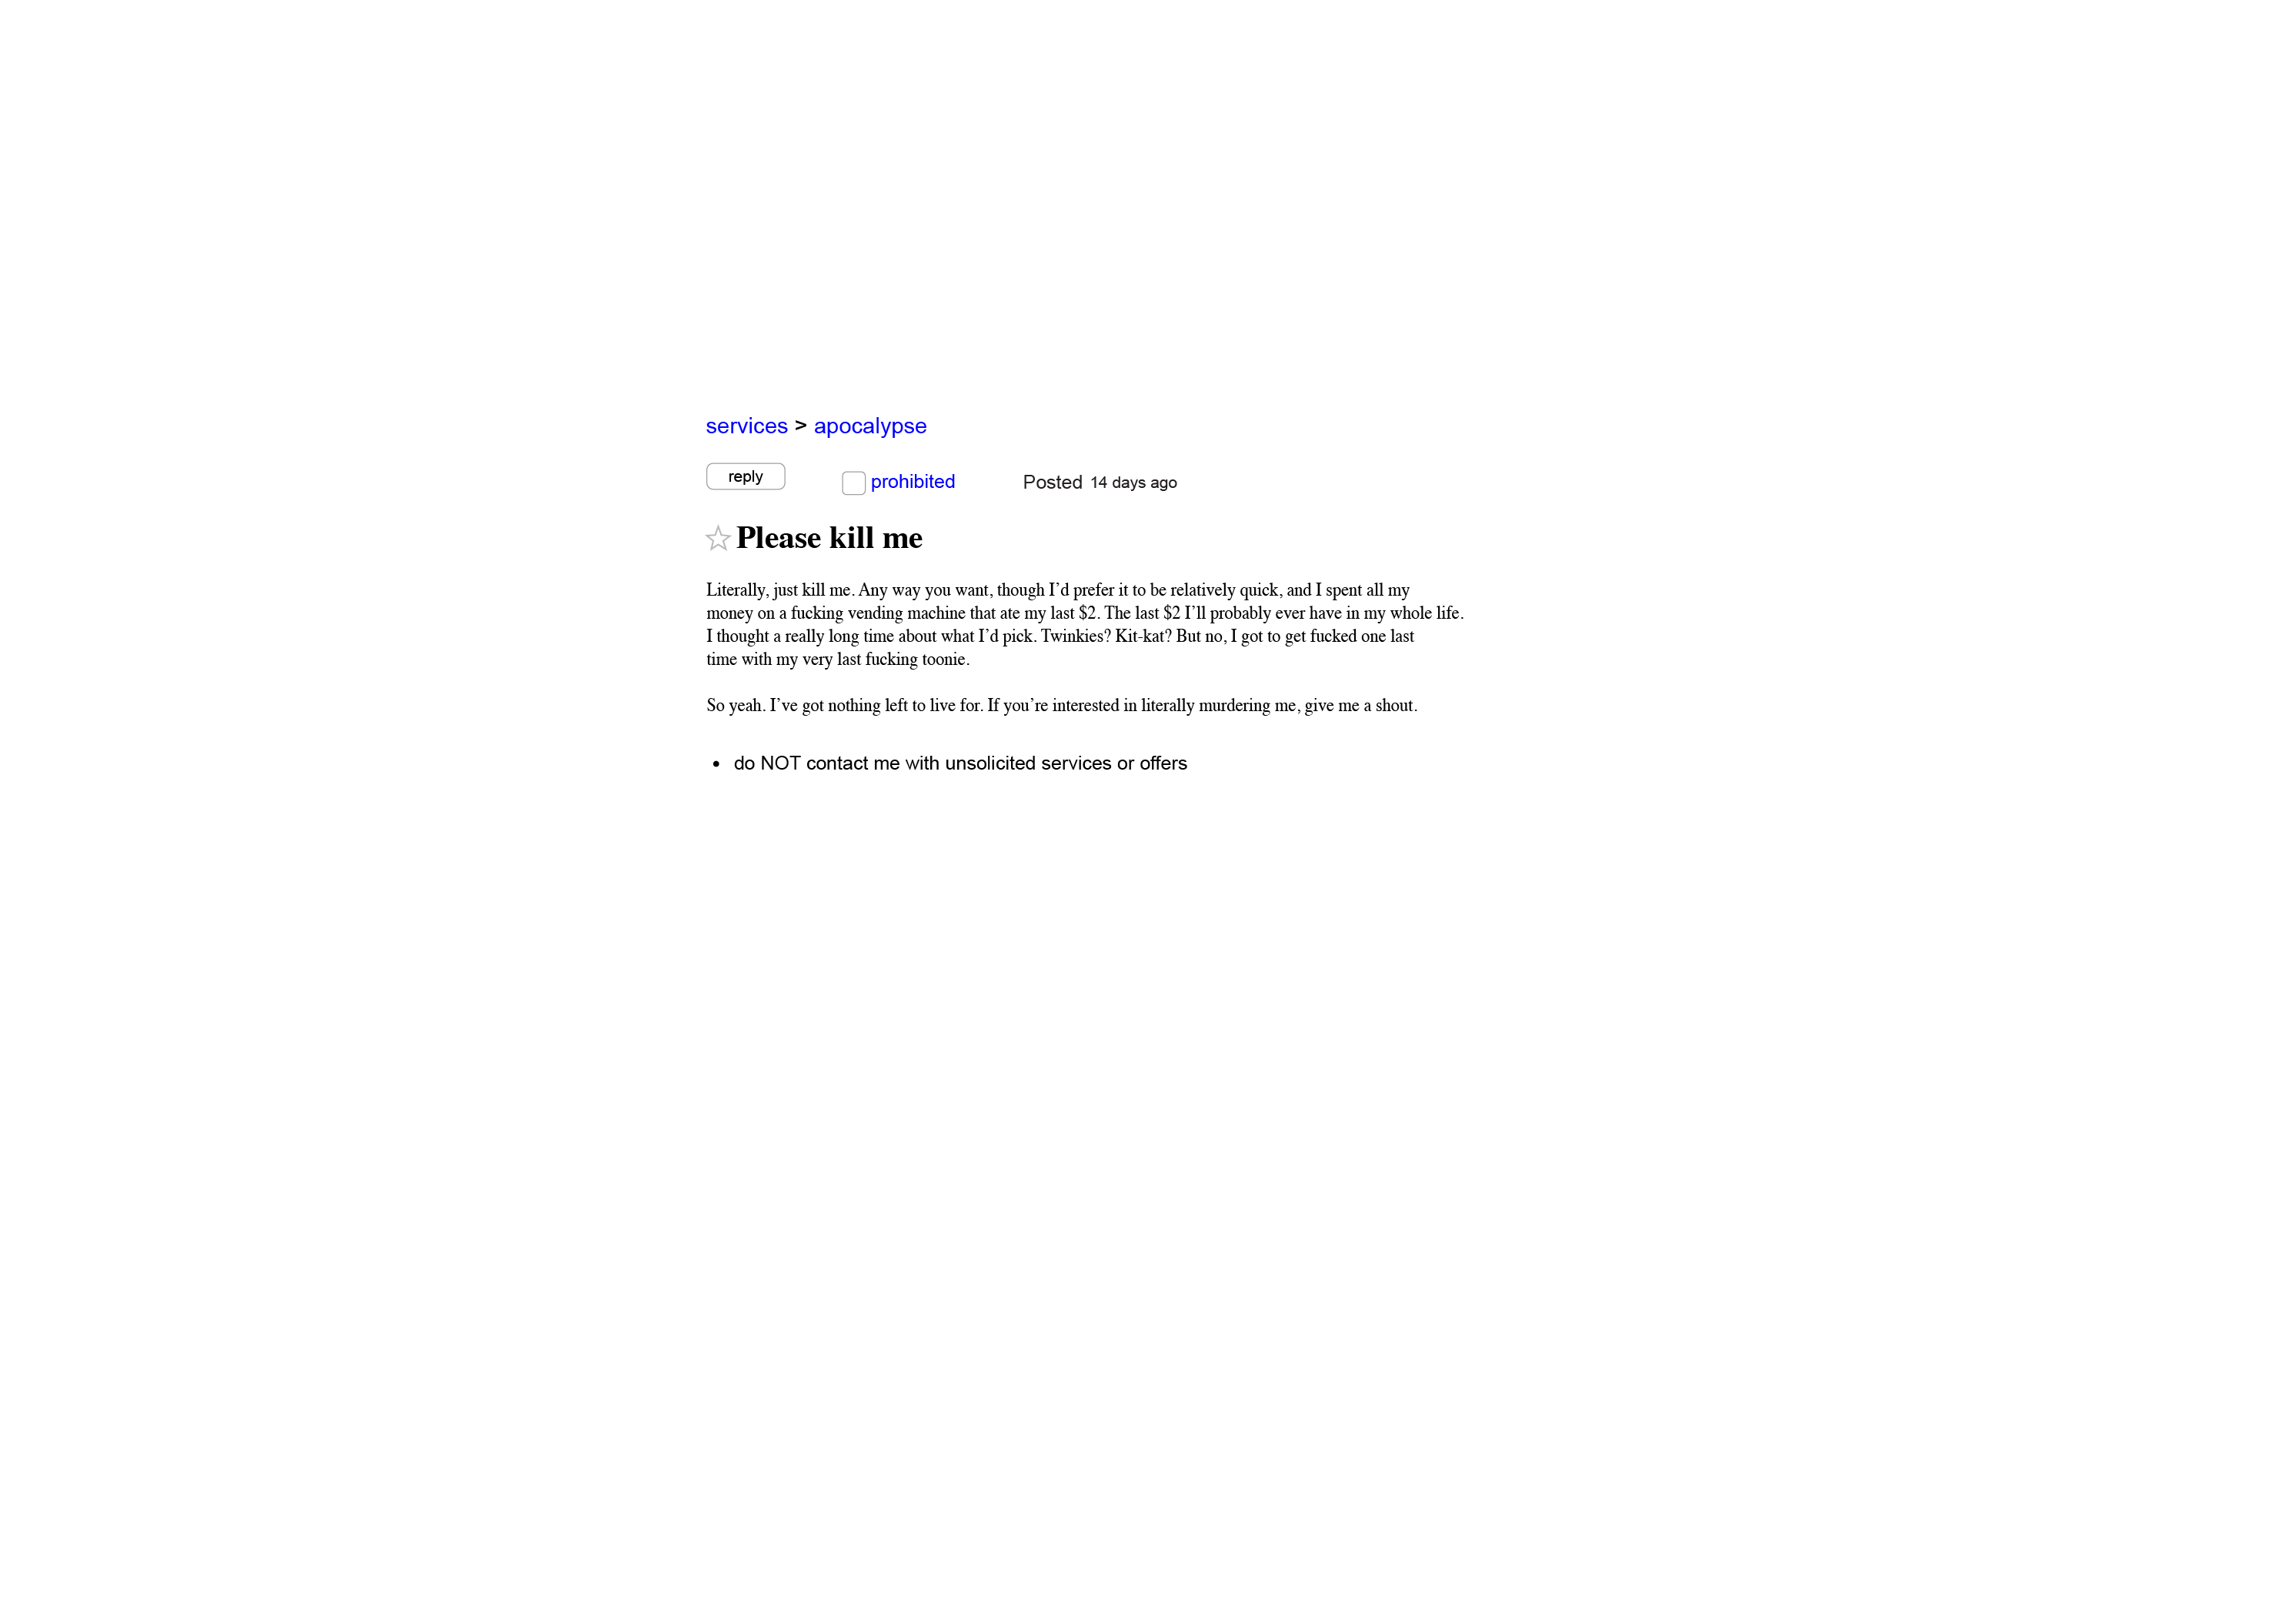 services > apocalypse
reply prohibited Posted 14 days ago
Please kill me
Literally, just kill me. Any way you want, though I’d prefer it to be relatively quick, and I spent all my
money on a fucking vending machine that ate my last $2. The last $2 I’ll probably ever have in my whole life.
I thought a really long time about what I’d pick. Twinkies? Kit-kat? But no, I got to get fucked one last
time with my very last fucking toonie.
So yeah. I’ve got nothing left to live for. If you’re interested in literally murdering me, give me a shout.
• do NOT contact me with unsolicited services or offers